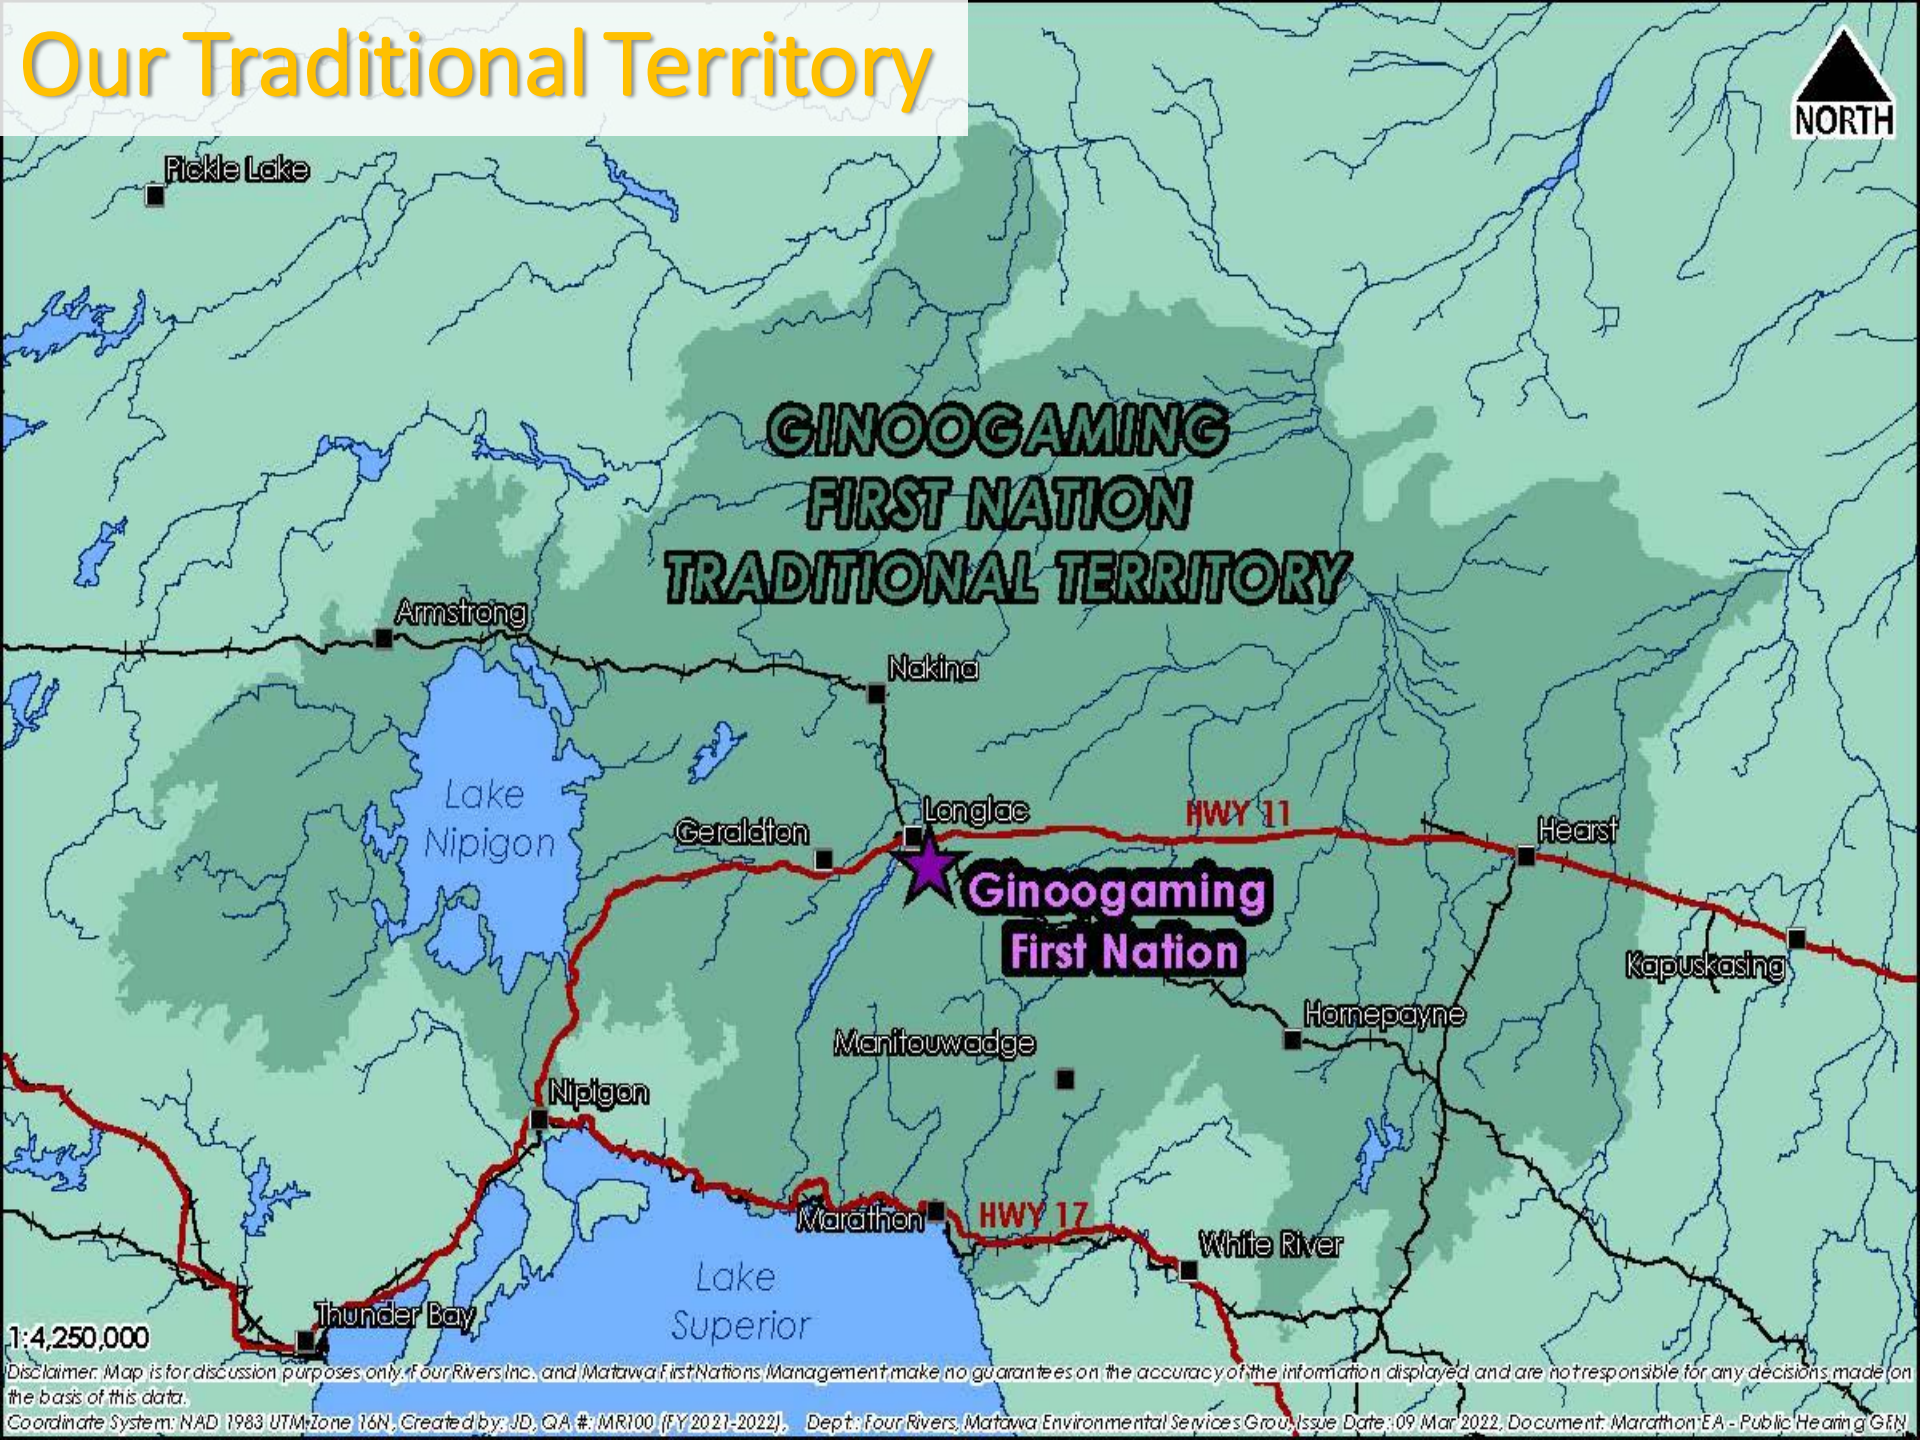 Our Traditional Territory
NORTH
Pickle Lake
GINOOGAMING
FIRST NATION
TRADITIONAL TERRITORY
Armstrong
Nakina
Lake
Nipigon
Longlac
HWY 11
Geraldton
Hearst
Ginoogaming
First Nation
Kapuskasing
Hornepayne
Manitouwadge
Nipigon
Marathon
HWY 17
White River
Lake
Superior
Thunder Bay
1:4,250,000
Disclaimer: Map is for discussion purposes only. Four Rivers Inc. and Matawa First Nations Management make no guarantees on the accuracy of the information displayed and are not responsible for any decisions made on
the basis of this data.
Coordinate System: NAD 1983 UTM Zone 16N, Created by: JD, QA #: MR100 (FY 2021-2022), Dept.: Four Rivers, Matawa Environmental Services Grou, Issue Date: 09 Mar 2022, Document: Marathon EA - Public Hearing GFN